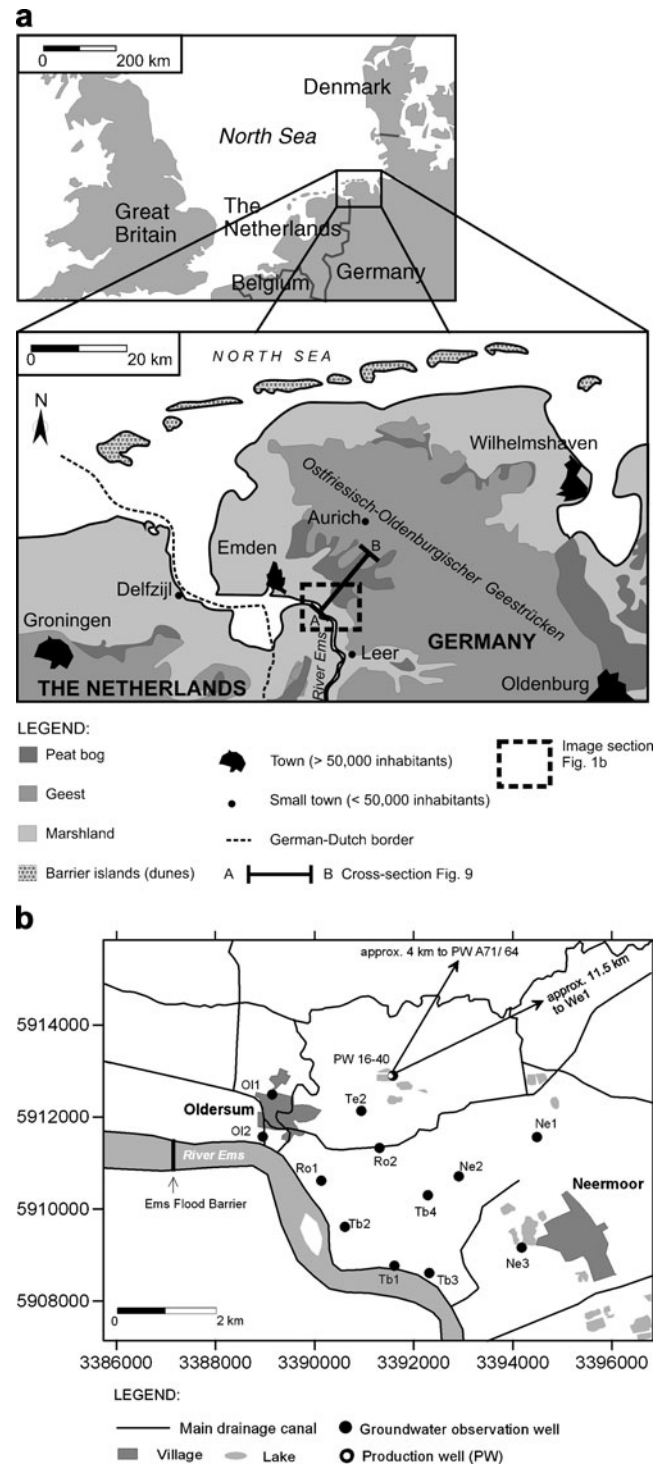 a
0 200 km
Denmark
North Sea
Great
Britain
The
Netherlands
Belgium
Germany
0 20 km
NORTH SEA
N
Wilhelmshaven
Ostfriesisch-Oldenburgischer Geestrücken
Aurich
B
Emden
Delfzijl
A
Groningen
River Ems
GERMANY
Leer
THE NETHERLANDS
Oldenburg
LEGEND:
Peat bog
Town (> 50,000 inhabitants)
Image section
Fig. 1b
Geest
Small town (< 50,000 inhabitants)
Marshland
German-Dutch border
Barrier islands (dunes)
A B Cross-section Fig. 9
b
approx. 4 km to PW A71/ 64
approx. 11.5 km
to We1
5914000
PW 16-40
Ol1
5912000
Oldersum
Te2
Ne1
Ol2
Ro2
River Ems
Ro1
Ne2
Neermoor
5910000
Ems Flood Barrier
Tb4
Tb2
Ne3
Tb1
Tb3
5908000
0 2 km
3386000 3388000 3390000 3392000 3394000 3396000
LEGEND:
Main drainage canal
Groundwater observation well
Village
Lake
Production well (PW)